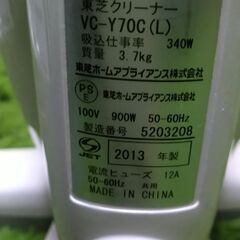 東芝クリーナー
VC-Y70C(L)
吸込仕事率 340W
質量 3.7kg
東芝ホームアプライアンス株式会社
PS E 東芝ホームアプライアンス株式会社
100V 900W 50-60Hz
製造番号 5203208
S JET 2013 年製
電流ヒューズ 12A
50-60Hz 共用
MADE IN CHINA